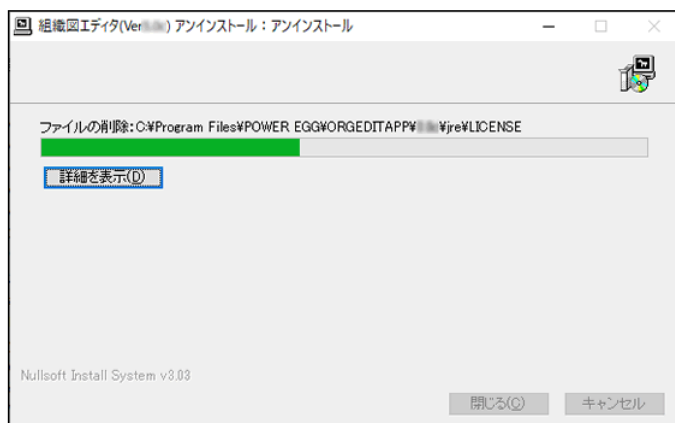 組織図エディタ(Ver ) アンインストール：アンインストール
ファイルの削除:C:¥Program Files¥POWER EGG¥ORGEDITAPP¥ ¥jre¥LICENSE
詳細を表示(D)
Nullsoft Install System v3.03
閉じる(C)
キャンセル